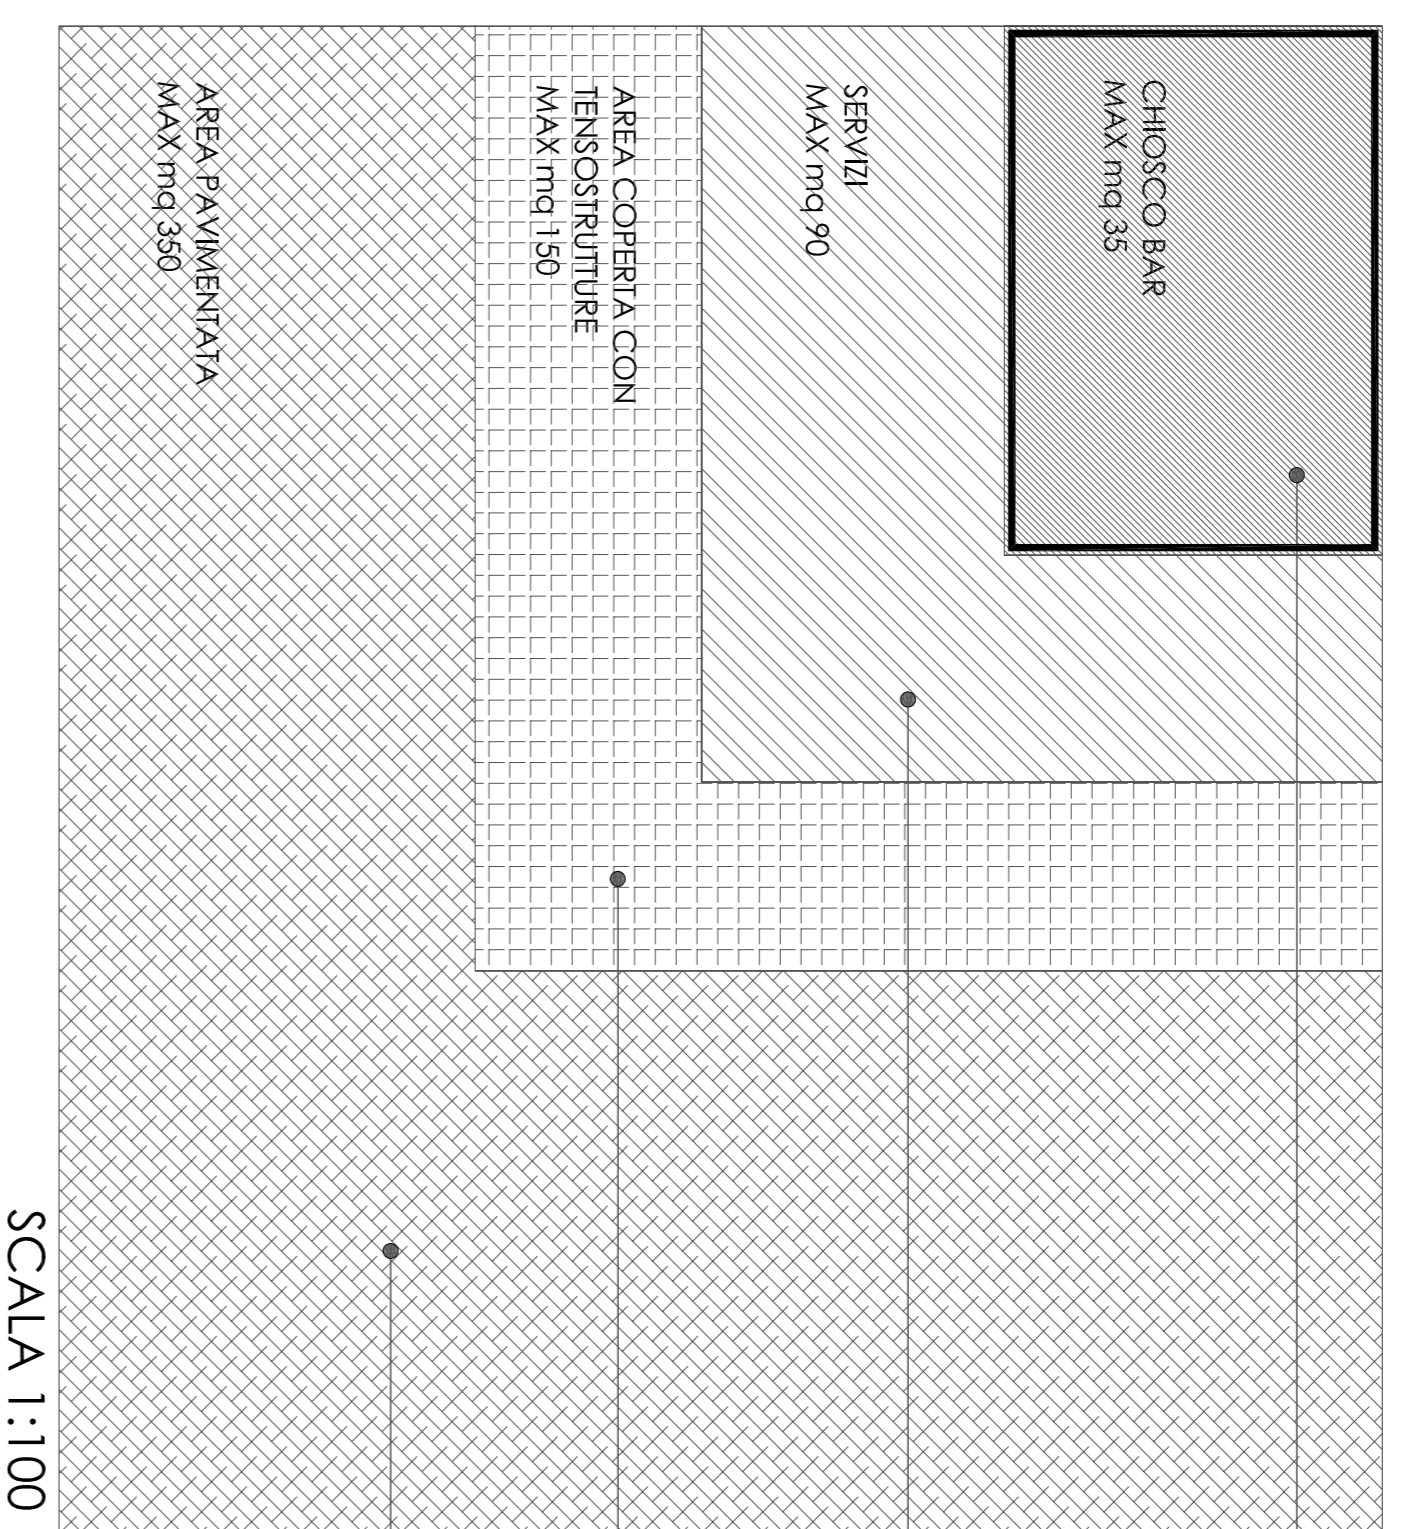 CHIOSCO BAR
MAX mq 35
SERVIZI
MAX mq 90
AREA COPERTA CON
TENSOSTRUTTURE
MAX mq 150
AREA PAVIMENTATA
MAX mq 350
SCALA 1:100